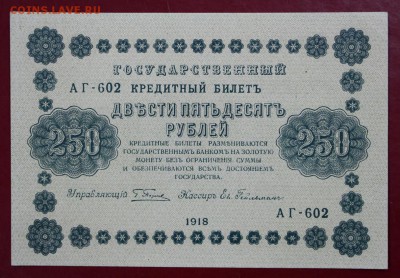 COINS.LAVE.RU
ГОСУДАРСТВЕННЫЙ
АГ-602 КРЕДИТНЫЙ БИЛЕТЪ
ДВѢСТИ ПЯТЬДЕСЯТЪ
РУБЛЕЙ
250 250
КРЕДИТНЫЕ БИЛЕТЫ РАЗМѢНИВАЮТСЯ
ГОСУДАРСТВЕННЫМЪ БАНКОМЪ НА ЗОЛОТУЮ
МОНЕТУ БЕЗЪ ОГРАНИЧЕНІЯ СУММЫ
И ОБЕЗПЕЧИВАЮТСЯ ВСѢМЪ ДОСТОЯНІЕМЪ
ГОСУДАРСТВА.
Управляющій Кассиръ
АГ-602
1918